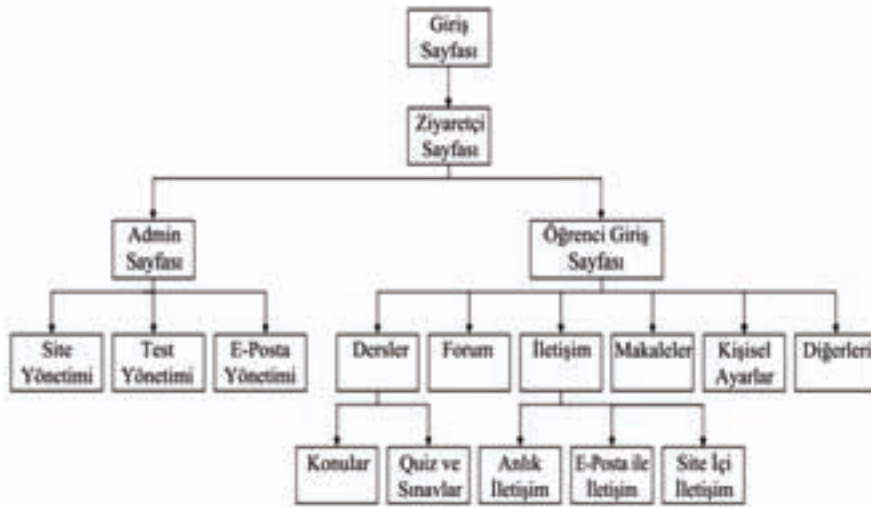 Giriş
Sayfası
Ziyaretçi
Sayfası
Admin
Sayfası
Öğrenci Giriş
Sayfası
Site
Yönetimi
Test
Yönetimi
E-Posta
Yönetimi
Dersler
Forum
İletişim
Makaleler
Kişisel
Ayarlar
Diğerleri
Konular
Quiz ve
Sınavlar
Anlık
İletişim
E-Posta ile
İletişim
Site İçi
İletişim